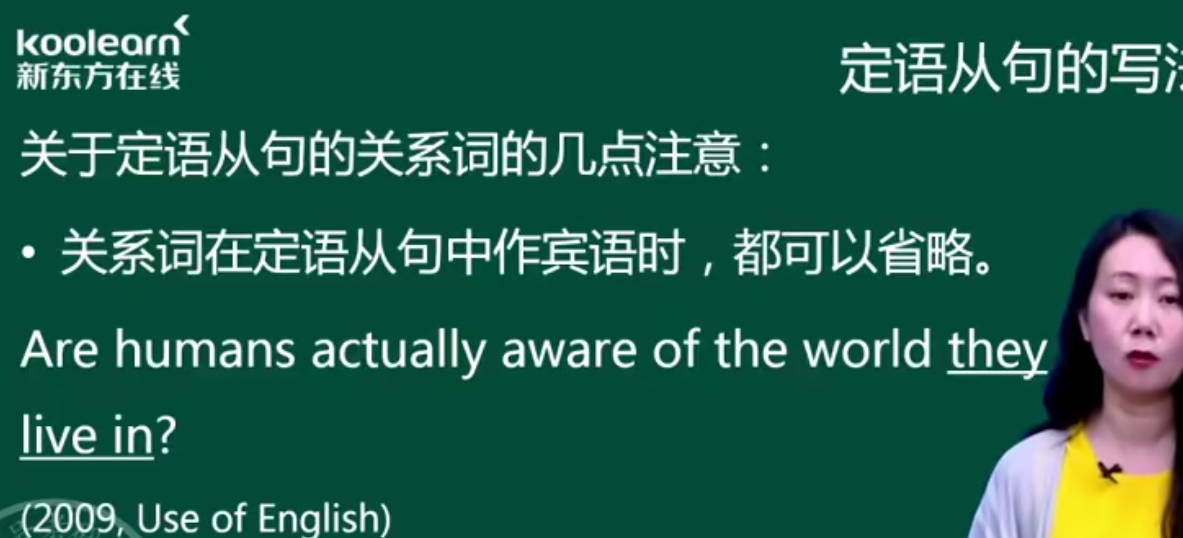 koolearn
新东方在线
定语从句的写法
关于定语从句的关系词的几点注意：
• 关系词在定语从句中作宾语时，都可以省略。
Are humans actually aware of the world they
live in?
(2009, Use of English)